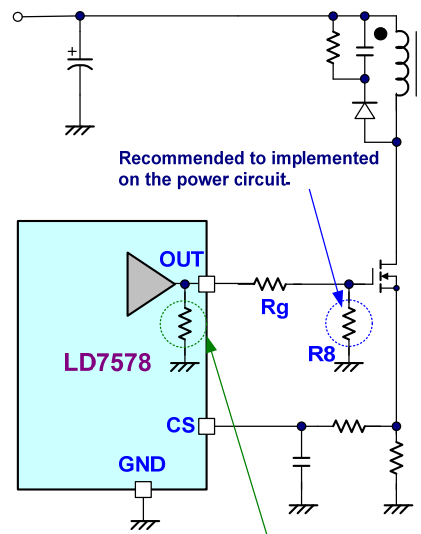 +
Recommended to implemented
on the power circuit.
OUT
Rg
R8
LD7578
CS
GND